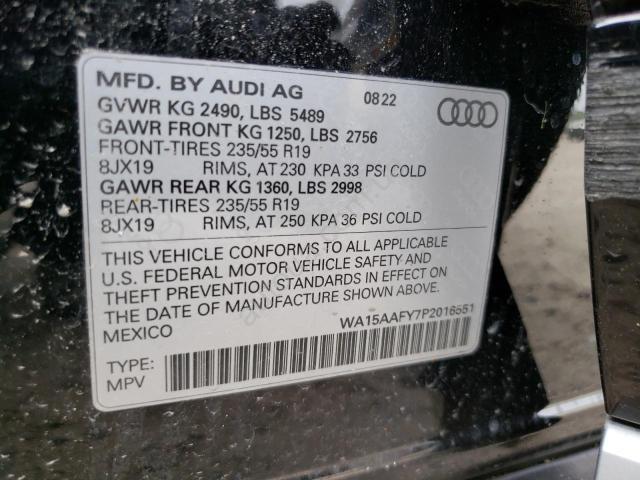 MFD. BY AUDI AG 08 22
GVWR KG 2490, LBS 5489
GAWR FRONT KG 1250, LBS 2756
FRONT-TIRES 235/55 R19
8JX19 RIMS, AT 230 KPA 33 PSI COLD
GAWR REAR KG 1360, LBS 2998
REAR-TIRES 235/55 R19
8JX19 RIMS, AT 250 KPA 36 PSI COLD
THIS VEHICLE CONFORMS TO ALL APPLICABLE
U.S. FEDERAL MOTOR VEHICLE SAFETY AND
THEFT PREVENTION STANDARDS IN EFFECT ON
THE DATE OF MANUFACTURE SHOWN ABOVE.
MEXICO
WA15AAFY7P2016551
TYPE:
MPV